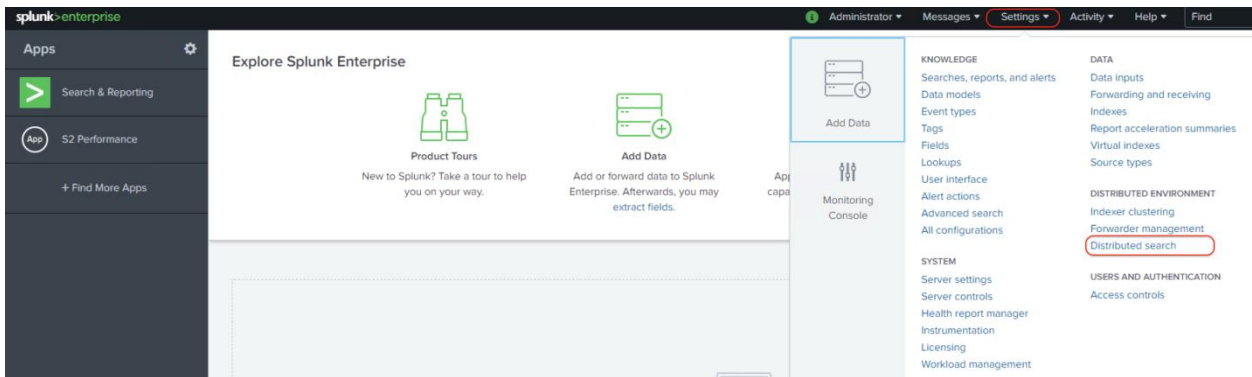 splunk>enterprise
i Administrator ▾ Messages ▾ Settings ▾ Activity ▾ Help ▾ Find
Apps
Search & Reporting
App S2 Performance
+ Find More Apps
Explore Splunk Enterprise
Product Tours
New to Splunk? Take a tour to help
you on your way.
Add Data
Add or forward data to Splunk
Enterprise. Afterwards, you may
extract fields.
Add Data
Monitoring
Console
KNOWLEDGE
Searches, reports, and alerts
Data models
Event types
Tags
Fields
Lookups
User interface
Alert actions
Advanced search
All configurations
SYSTEM
Server settings
Server controls
Health report manager
Instrumentation
Licensing
Workload management
DATA
Data inputs
Forwarding and receiving
Indexes
Report acceleration summaries
Virtual indexes
Source types
DISTRIBUTED ENVIRONMENT
Indexer clustering
Forwarder management
Distributed search
USERS AND AUTHENTICATION
Access controls